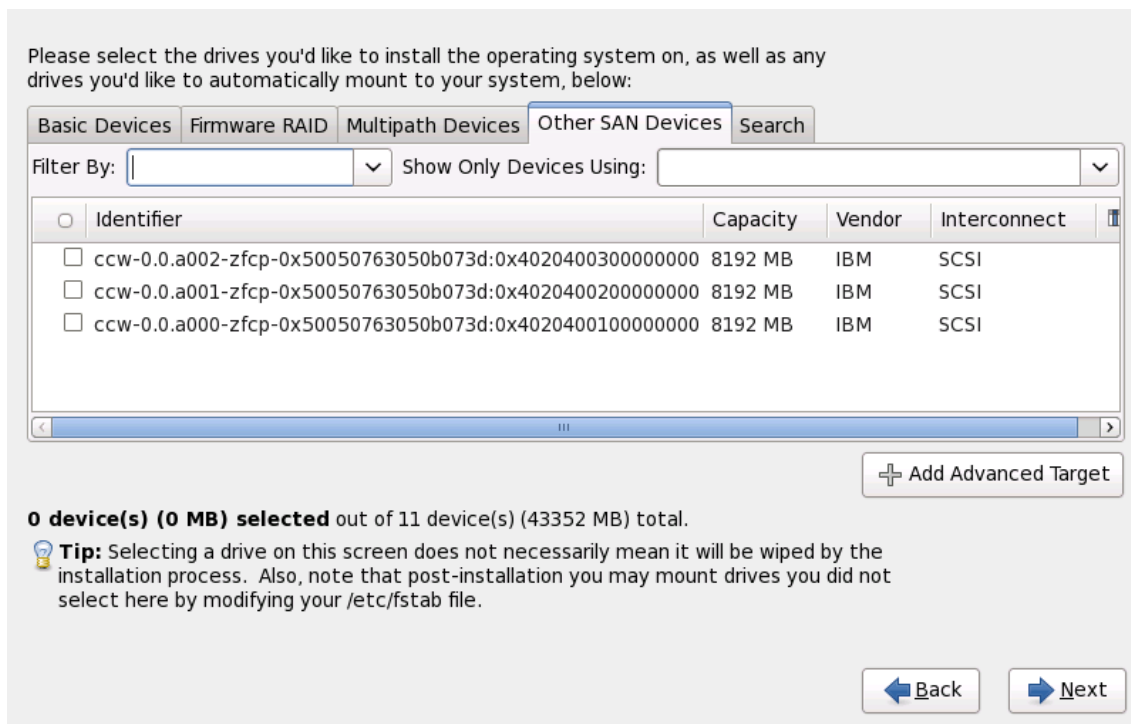 Please select the drives you'd like to install the operating system on, as well as any
drives you'd like to automatically mount to your system, below:
Basic Devices Firmware RAID Multipath Devices Other SAN Devices Search
Filter By: Show Only Devices Using:
Identifier Capacity Vendor Interconnect
ccw-0.0.a002-zfcp-0x50050763050b073d:0x4020400300000000 8192 MB IBM SCSI
ccw-0.0.a001-zfcp-0x50050763050b073d:0x4020400200000000 8192 MB IBM SCSI
ccw-0.0.a000-zfcp-0x50050763050b073d:0x4020400100000000 8192 MB IBM SCSI
Add Advanced Target
0 device(s) (0 MB) selected out of 11 device(s) (43352 MB) total.
Tip: Selecting a drive on this screen does not necessarily mean it will be wiped by the
installation process. Also, note that post-installation you may mount drives you did not
select here by modifying your /etc/fstab file.
Back Next